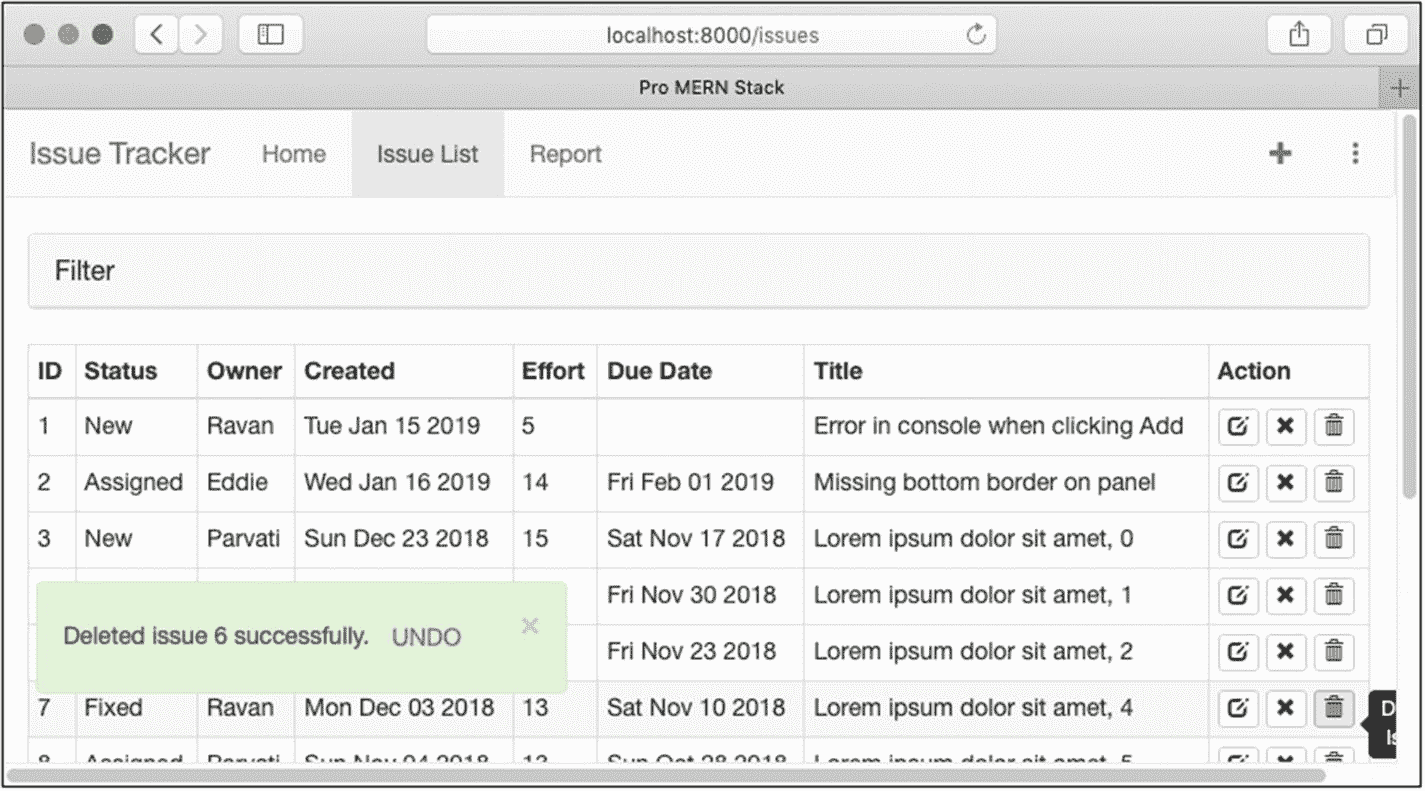 localhost:8000/issues
Pro MERN Stack
Issue Tracker Home Issue List Report
Filter
ID Status Owner Created Effort Due Date Title Action
1 New Ravan Tue Jan 15 2019 5 Error in console when clicking Add
2 Assigned Eddie Wed Jan 16 2019 14 Fri Feb 01 2019 Missing bottom border on panel
3 New Parvati Sun Dec 23 2018 15 Sat Nov 17 2018 Lorem ipsum dolor sit amet, 0
Fri Nov 30 2018 Lorem ipsum dolor sit amet, 1
Deleted issue 6 successfully. UNDO ×
Fri Nov 23 2018 Lorem ipsum dolor sit amet, 2
7 Fixed Ravan Mon Dec 03 2018 13 Sat Nov 10 2018 Lorem ipsum dolor sit amet, 4
8 Assigned Parvati Sun Nov 04 2018 Sun Oct 28 2018 Lorem ipsum dolor sit amet, 5